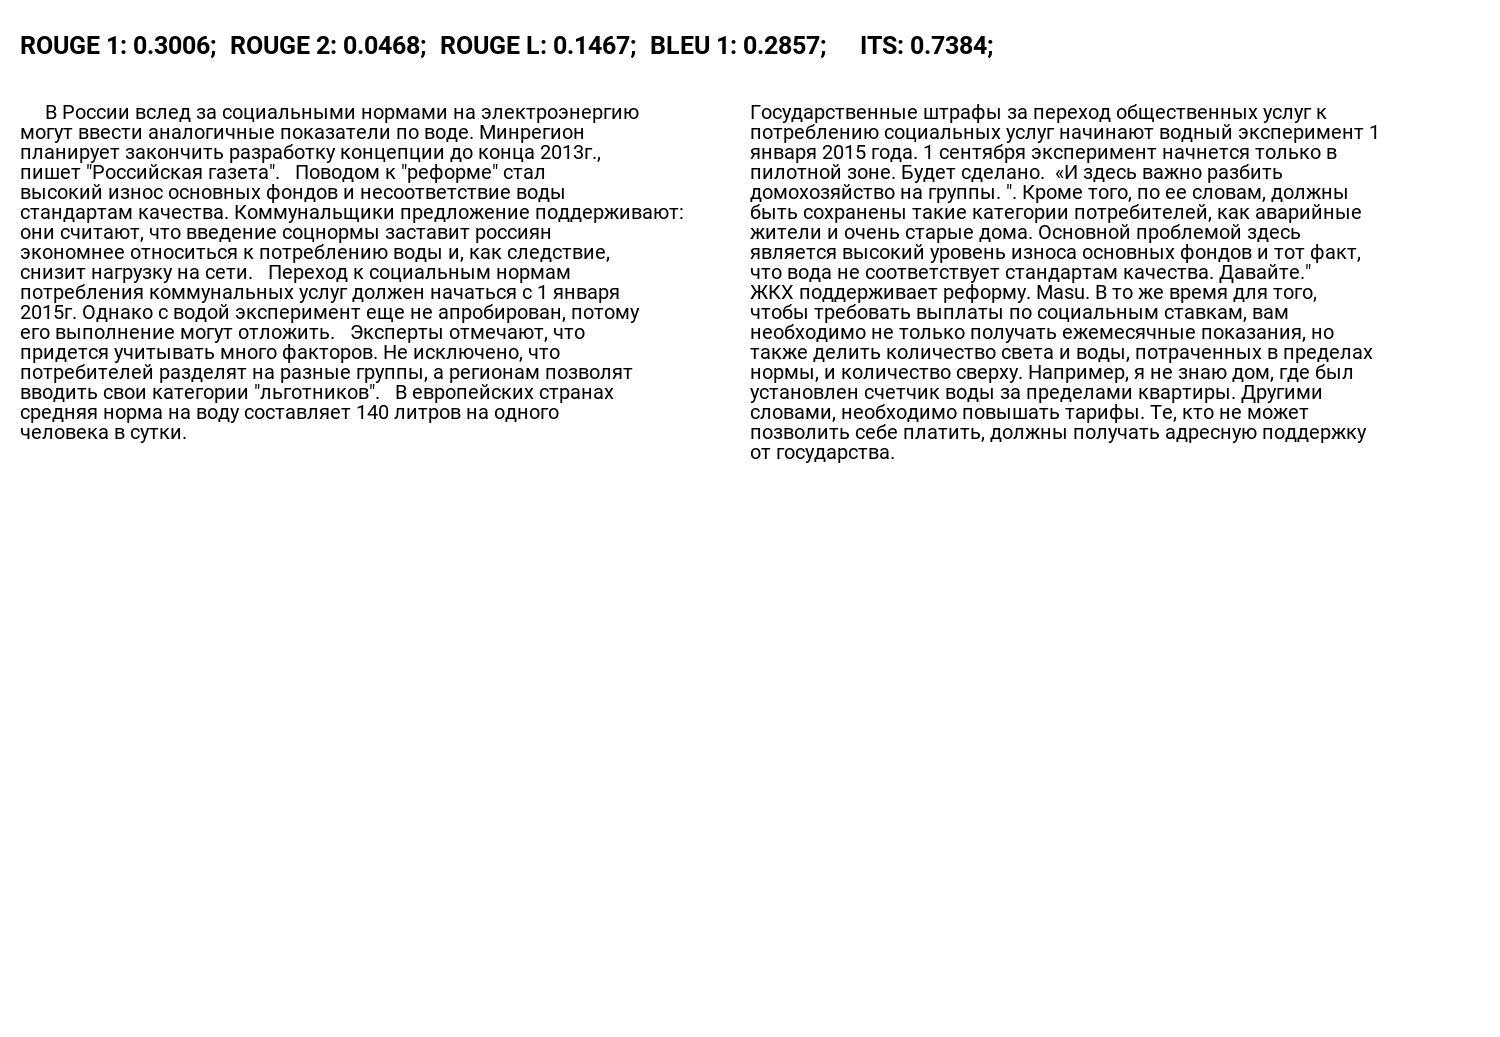 ROUGE 1: 0.3006;  ROUGE 2: 0.0468;  ROUGE L: 0.1467;  BLEU 1: 0.2857;     ITS: 0.7384;
В России вслед за социальными нормами на электроэнергию
могут ввести аналогичные показатели по воде. Минрегион
планирует закончить разработку концепции до конца 2013г.,
пишет "Российская газета".   Поводом к "реформе" стал
высокий износ основных фондов и несоответствие воды
стандартам качества. Коммунальщики предложение поддерживают:
они считают, что введение соцнормы заставит россиян
экономнее относиться к потреблению воды и, как следствие,
снизит нагрузку на сети.   Переход к социальным нормам
потребления коммунальных услуг должен начаться с 1 января
2015г. Однако с водой эксперимент еще не апробирован, потому
его выполнение могут отложить.   Эксперты отмечают, что
придется учитывать много факторов. Не исключено, что
потребителей разделят на разные группы, а регионам позволят
вводить свои категории "льготников".   В европейских странах
средняя норма на воду составляет 140 литров на одного
человека в сутки.
Государственные штрафы за переход общественных услуг к
потреблению социальных услуг начинают водный эксперимент 1
января 2015 года. 1 сентября эксперимент начнется только в
пилотной зоне. Будет сделано.  «И здесь важно разбить
домохозяйство на группы. ". Кроме того, по ее словам, должны
быть сохранены такие категории потребителей, как аварийные
жители и очень старые дома. Основной проблемой здесь
является высокий уровень износа основных фондов и тот факт,
что вода не соответствует стандартам качества. Давайте."
ЖКХ поддерживает реформу. Masu. В то же время для того,
чтобы требовать выплаты по социальным ставкам, вам
необходимо не только получать ежемесячные показания, но
также делить количество света и воды, потраченных в пределах
нормы, и количество сверху. Например, я не знаю дом, где был
установлен счетчик воды за пределами квартиры. Другими
словами, необходимо повышать тарифы. Те, кто не может
позволить себе платить, должны получать адресную поддержку
от государства.